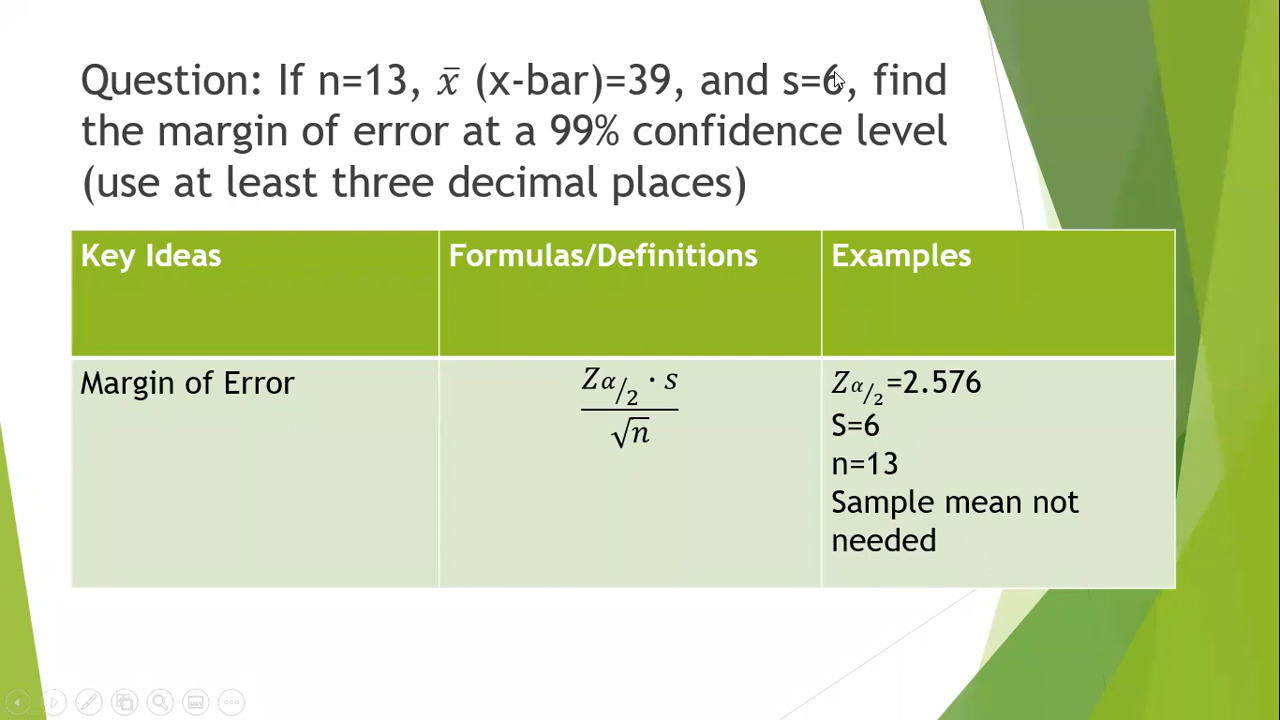 Question: If n=13, x̄ (x-bar)=39, and s=6, find
the margin of error at a 99% confidence level
(use at least three decimal places)
Key Ideas
Formulas/Definitions
Examples
Margin of Error
Z α/2 · s
√n
Z α/2 =2.576
S=6
n=13
Sample mean not
needed